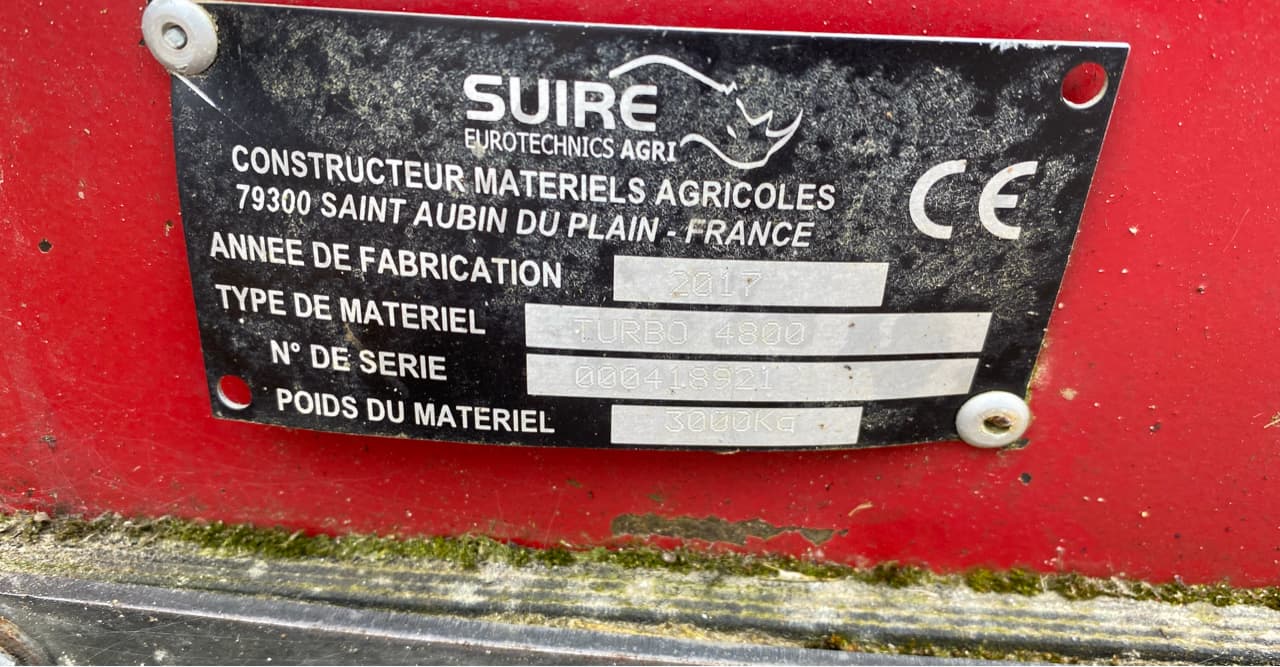 SUIRE
EUROTECHNICS AGRI
CONSTRUCTEUR MATERIELS AGRICOLES
79300 SAINT AUBIN DU PLAIN - FRANCE
CE
ANNEE DE FABRICATION 2017
TYPE DE MATERIEL TURBO 4800
N° DE SERIE 000418921
POIDS DU MATERIEL 3000KG